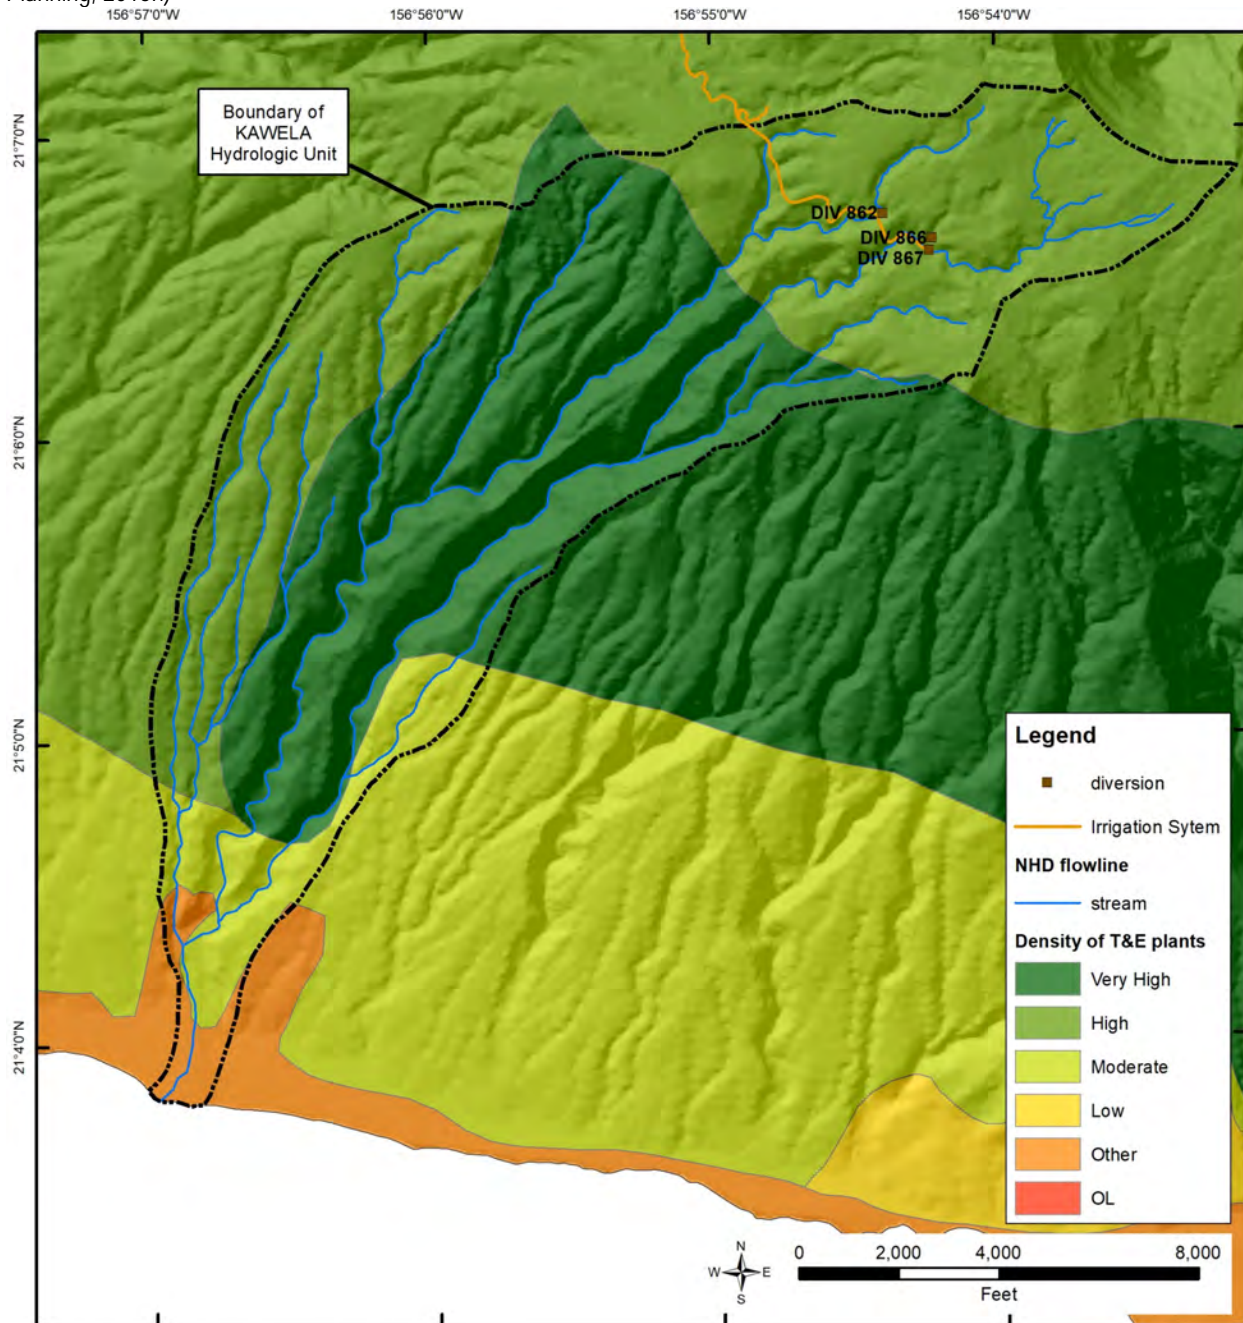 156°57'0"W
156°56'0"W
156°55'0"W
156°54'0"W
Boundary of
KAWELA
Hydrologic Unit
21°7'0"N
DIV 862
DIV 866
DIV 867
21°6'0"N
21°5'0"N
21°4'0"N
Legend
diversion
Irrigation Sytem
NHD flowline
stream
Density of T&E plants
Very High
High
Moderate
Low
Other
OL
N
W E
S
0 2,000 4,000 8,000
Feet